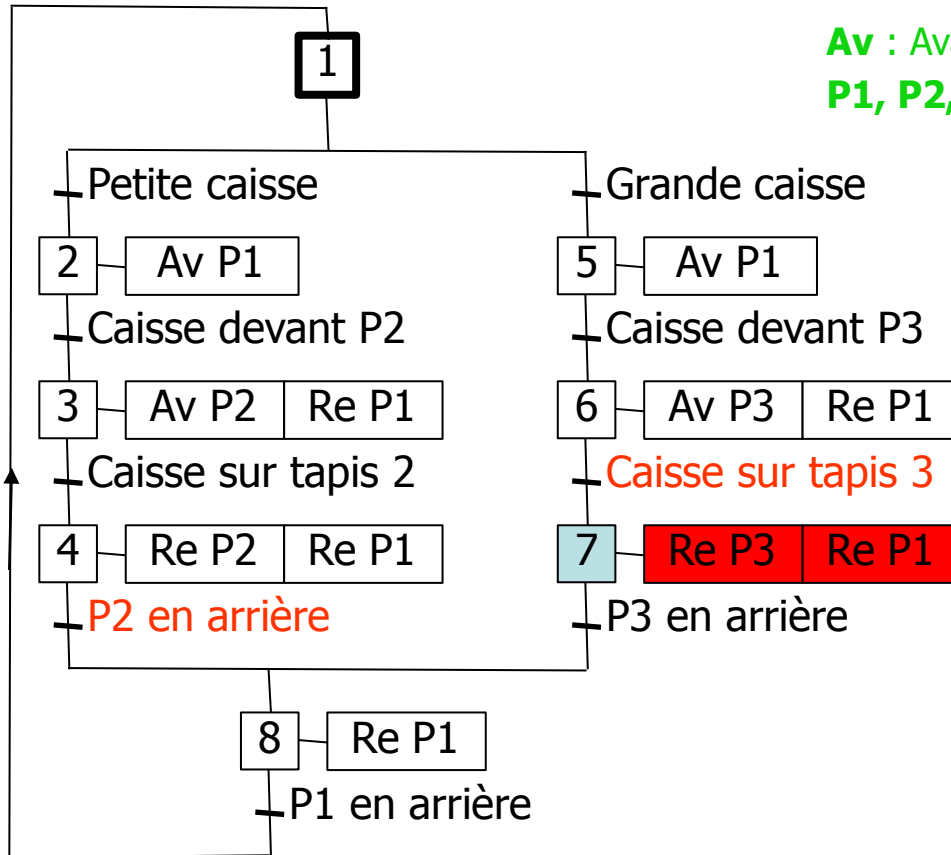 1
Av : Av
P1, P2,
Petite caisse
Grande caisse
2 Av P1
5 Av P1
Caisse devant P2
Caisse devant P3
3 Av P2 Re P1
6 Av P3 Re P1
Caisse sur tapis 2
Caisse sur tapis 3
4 Re P2 Re P1
7 Re P3 Re P1
P2 en arrière
P3 en arrière
8 Re P1
P1 en arrière